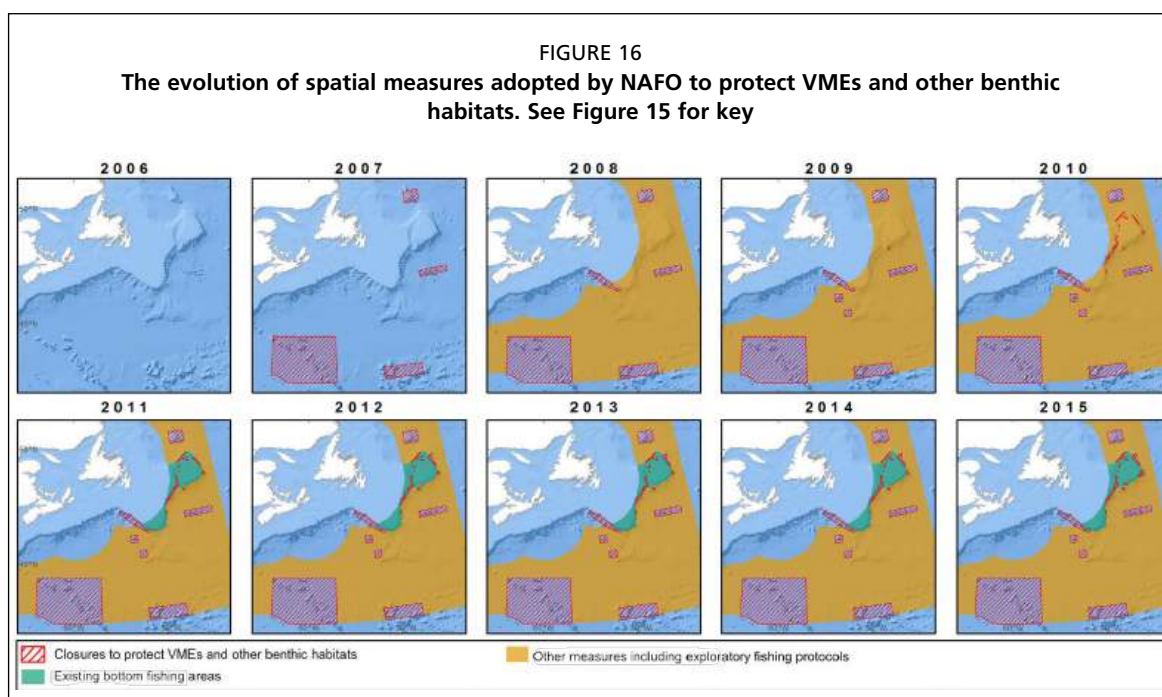 FIGURE 16
The evolution of spatial measures adopted by NAFO to protect VMEs and other benthic
habitats. See Figure 15 for key
2006 2007 2008 2009 2010
2011 2012 2013 2014 2015
Closures to protect VMEs and other benthic habitats Other measures including exploratory fishing protocols
Existing bottom fishing areas